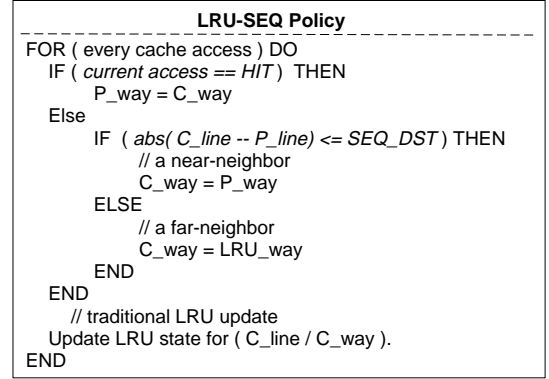 LRU-SEQ Policy
FOR ( every cache access ) DO
IF ( current access == HIT ) THEN
P_way = C_way
Else
IF ( abs( C_line -- P_line) <= SEQ_DST ) THEN
// a near-neighbor
C_way = P_way
ELSE
// a far-neighbor
C_way = LRU_way
END
END
// traditional LRU update
Update LRU state for ( C_line / C_way ).
END